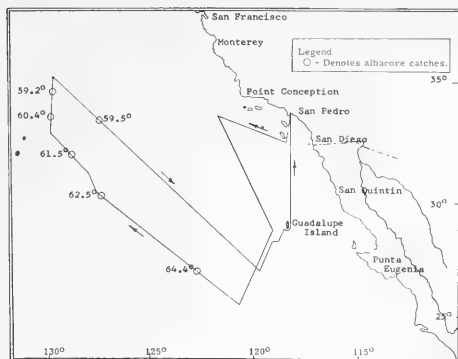 San Francisco
Monterey
Legend
O - Denotes albacore catches.
35°
59.2°
Point Conception
60.4°
59.5°
San Pedro
San Diego
61.5°
62.5°
San Quintin
30°
Guadalupe
Island
Punta
Eugenia
64.4°
25°
130°
125°
120°
115°